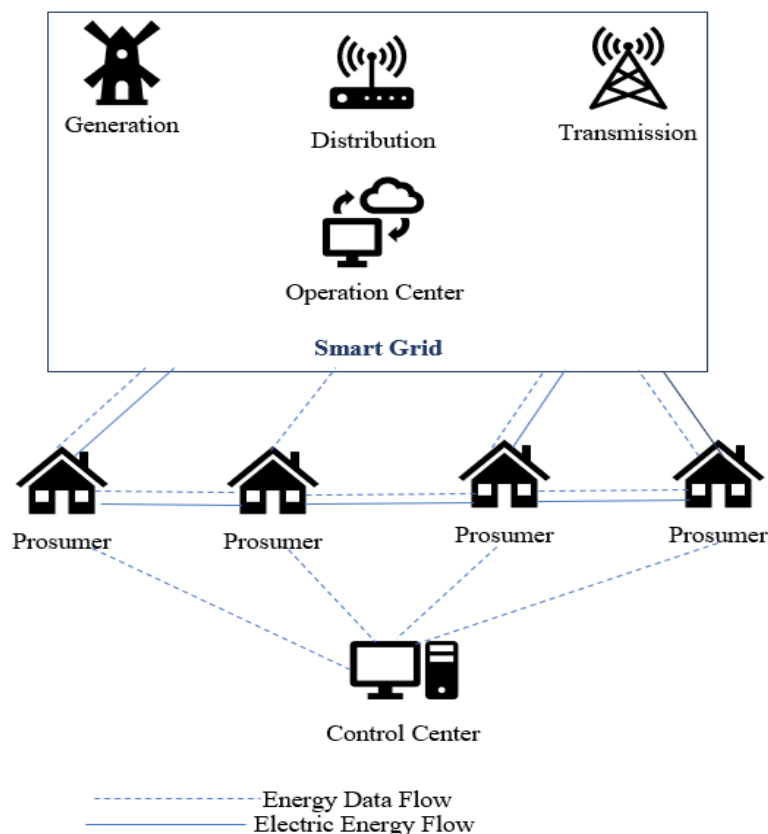 Generation
Distribution
Transmission
Operation Center
Smart Grid
Prosumer
Prosumer
Prosumer
Prosumer
Control Center
Energy Data Flow
Electric Energy Flow